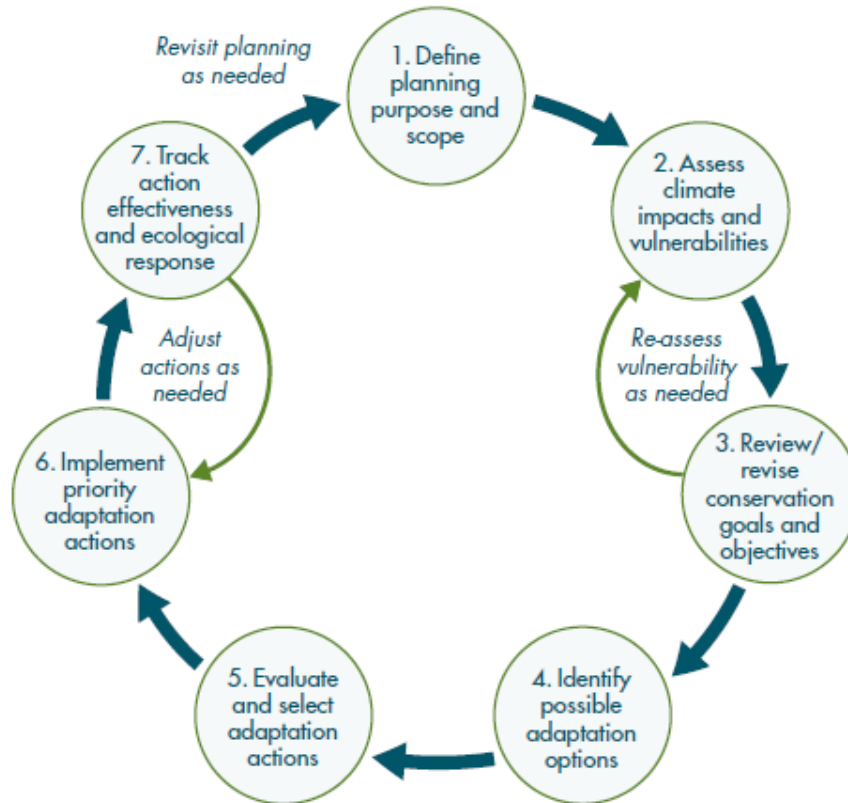 Revisit planning
as needed
1. Define
planning
purpose and
scope
2. Assess
climate
impacts and
vulnerabilities
Re-assess
vulnerability
as needed
3. Review/
revise
conservation
goals and
objectives
4. Identify
possible
adaptation
options
5. Evaluate
and select
adaptation
actions
6. Implement
priority
adaptation
actions
Adjust
actions as
needed
7. Track
action
effectiveness
and ecological
response